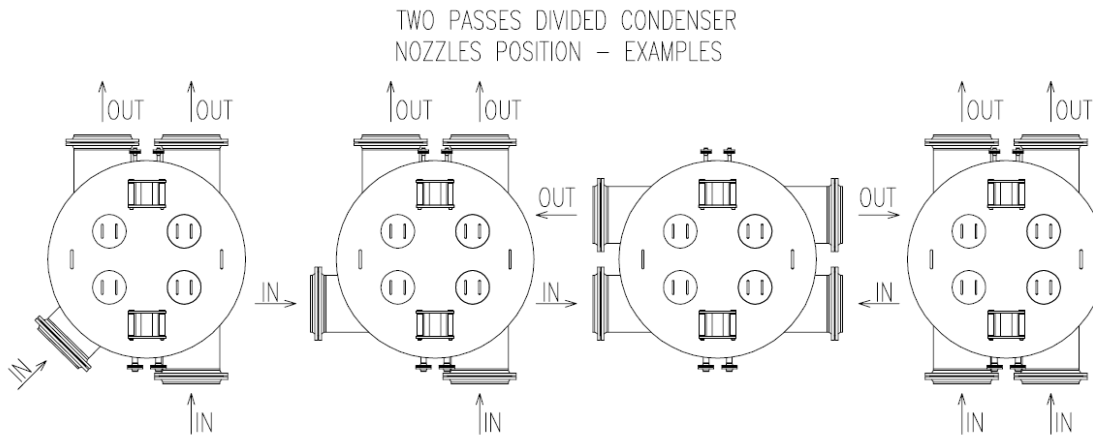 TWO PASSES DIVIDED CONDENSER
NOZZLES POSITION - EXAMPLES
OUT
OUT
OUT
OUT
OUT
OUT
OUT
OUT
IN
IN
IN
IN
IN
IN
IN
IN